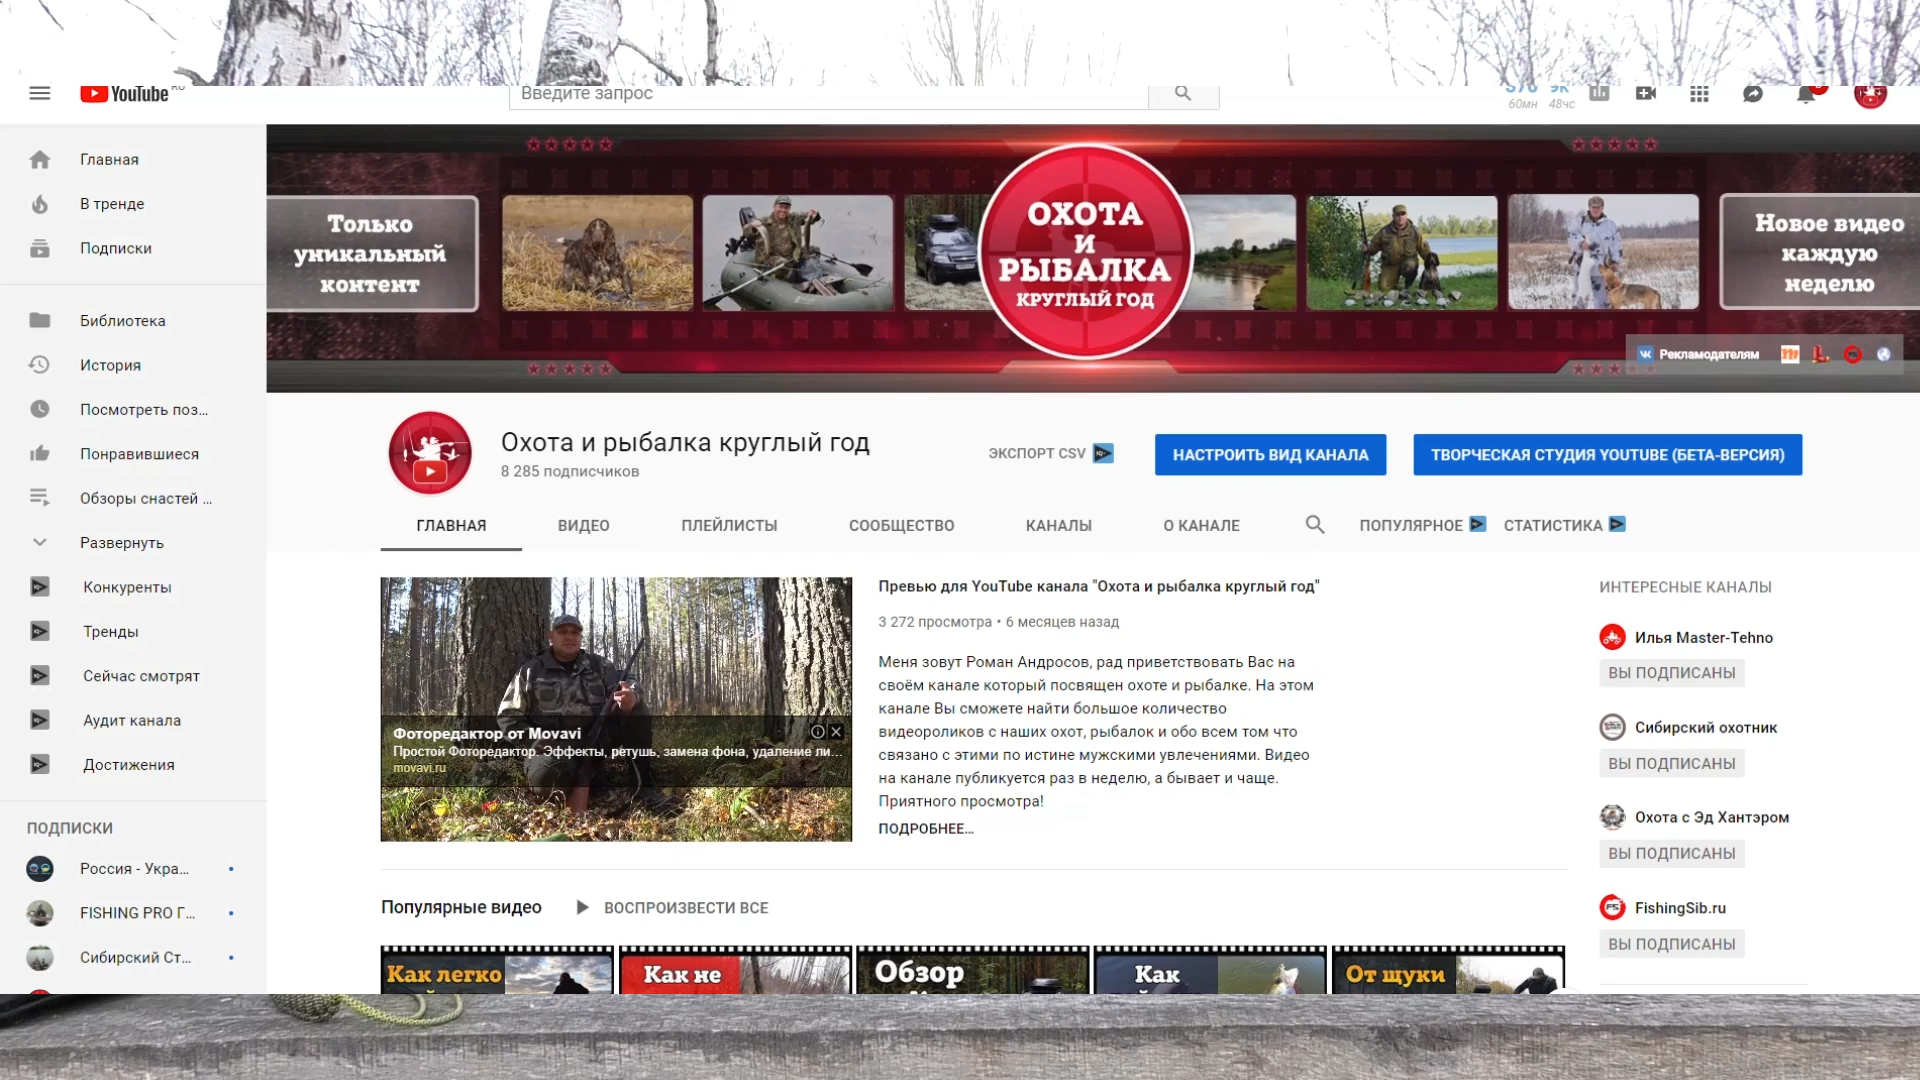 YouTube
Введите запрос
60мн 48чс
Главная
В тренде
Подписки
Библиотека
История
Посмотреть поз...
Понравившиеся
Обзоры снастей ...
Развернуть
Конкуренты
Тренды
Сейчас смотрят
Аудит канала
Достижения
ПОДПИСКИ
Россия - Укра...
FISHING PRO Г...
Сибирский Ст...
Только
уникальный
контент
ОХОТА
И
РЫБАЛКА
КРУГЛЫЙ ГОД
Новое видео
каждую
неделю
Рекламодателям
Охота и рыбалка круглый год
8 285 подписчиков
ЭКСПОРТ CSV
НАСТРОИТЬ ВИД КАНАЛА
ТВОРЧЕСКАЯ СТУДИЯ YOUTUBE (БЕТА-ВЕРСИЯ)
ГЛАВНАЯ ВИДЕО ПЛЕЙЛИСТЫ СООБЩЕСТВО КАНАЛЫ О КАНАЛЕ ПОПУЛЯРНОЕ СТАТИСТИКА
Фоторедактор от Movavi
Простой Фоторедактор. Эффекты, ретушь, замена фона, удаление ли...
movavi.ru
Превью для YouTube канала "Охота и рыбалка круглый год"
3 272 просмотра • 6 месяцев назад
Меня зовут Роман Андросов, рад приветствовать Вас на
своём канале который посвящен охоте и рыбалке. На этом
канале Вы сможете найти большое количество
видеороликов с наших охот, рыбалок и обо всем том что
связано с этими по истине мужскими увлечениями. Видео
на канале публикуется раз в неделю, а бывает и чаще.
Приятного просмотра!
ПОДРОБНЕЕ...
ИНТЕРЕСНЫЕ КАНАЛЫ
Илья Master-Tehno
ВЫ ПОДПИСАНЫ
Сибирский охотник
ВЫ ПОДПИСАНЫ
Охота с Эд Хантэром
ВЫ ПОДПИСАНЫ
FishingSib.ru
ВЫ ПОДПИСАНЫ
Популярные видео
ВОСПРОИЗВЕСТИ ВСЕ
Как легко
Как не
Обзор
Как
От щуки